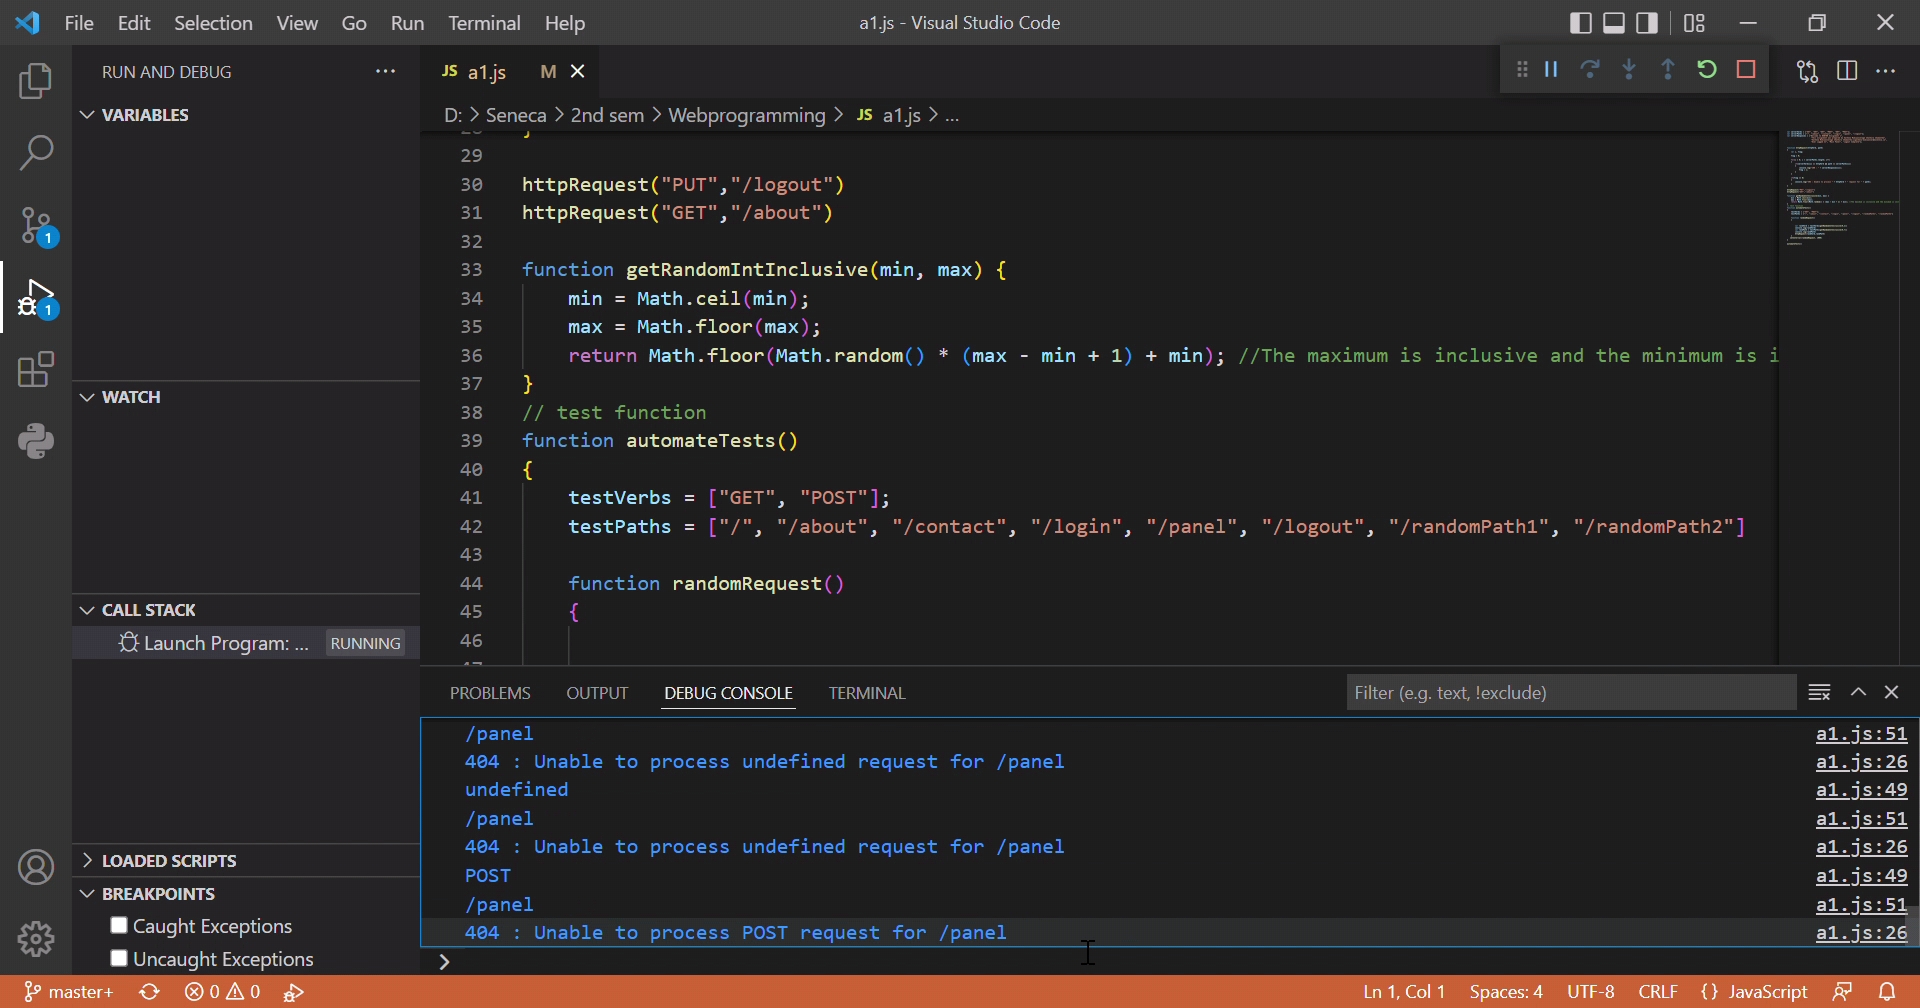 File Edit Selection View Go Run Terminal Help
a1.js - Visual Studio Code
RUN AND DEBUG
JS a1.js M
D: > Seneca > 2nd sem > Webprogramming > JS a1.js > ...
VARIABLES
WATCH
CALL STACK
Launch Program: ... RUNNING
LOADED SCRIPTS
BREAKPOINTS
Caught Exceptions
Uncaught Exceptions
1
1
29
30 httpRequest("PUT","/logout")
31 httpRequest("GET","/about")
32
33 function getRandomIntInclusive(min, max) {
34 min = Math.ceil(min);
35 max = Math.floor(max);
36 return Math.floor(Math.random() * (max - min + 1) + min); //The maximum is inclusive and the minimum is i
37 }
38 // test function
39 function automateTests()
40 {
41 testVerbs = ["GET", "POST"];
42 testPaths = ["/", "/about", "/contact", "/login", "/panel", "/logout", "/randomPath1", "/randomPath2"]
43
44 function randomRequest()
45 {
46
PROBLEMS OUTPUT DEBUG CONSOLE TERMINAL
Filter (e.g. text, !exclude)
/panel a1.js:51
404 : Unable to process undefined request for /panel a1.js:26
undefined a1.js:49
/panel a1.js:51
404 : Unable to process undefined request for /panel a1.js:26
POST a1.js:49
/panel a1.js:51
404 : Unable to process POST request for /panel a1.js:26
>
master+ 0 0
Ln 1, Col 1 Spaces: 4 UTF-8 CRLF {} JavaScript